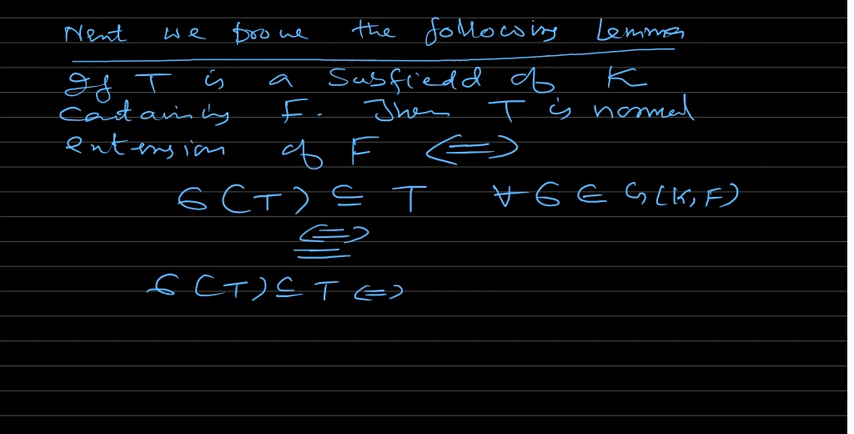 Next we prove the following Lemma
If T is a subfield of K
containing F. Then T is normal
extension of F ⟺
σ(T) ⊆ T ∀ σ ∈ G(K, F)
⟺
σ(T) ⊆ T ⟺